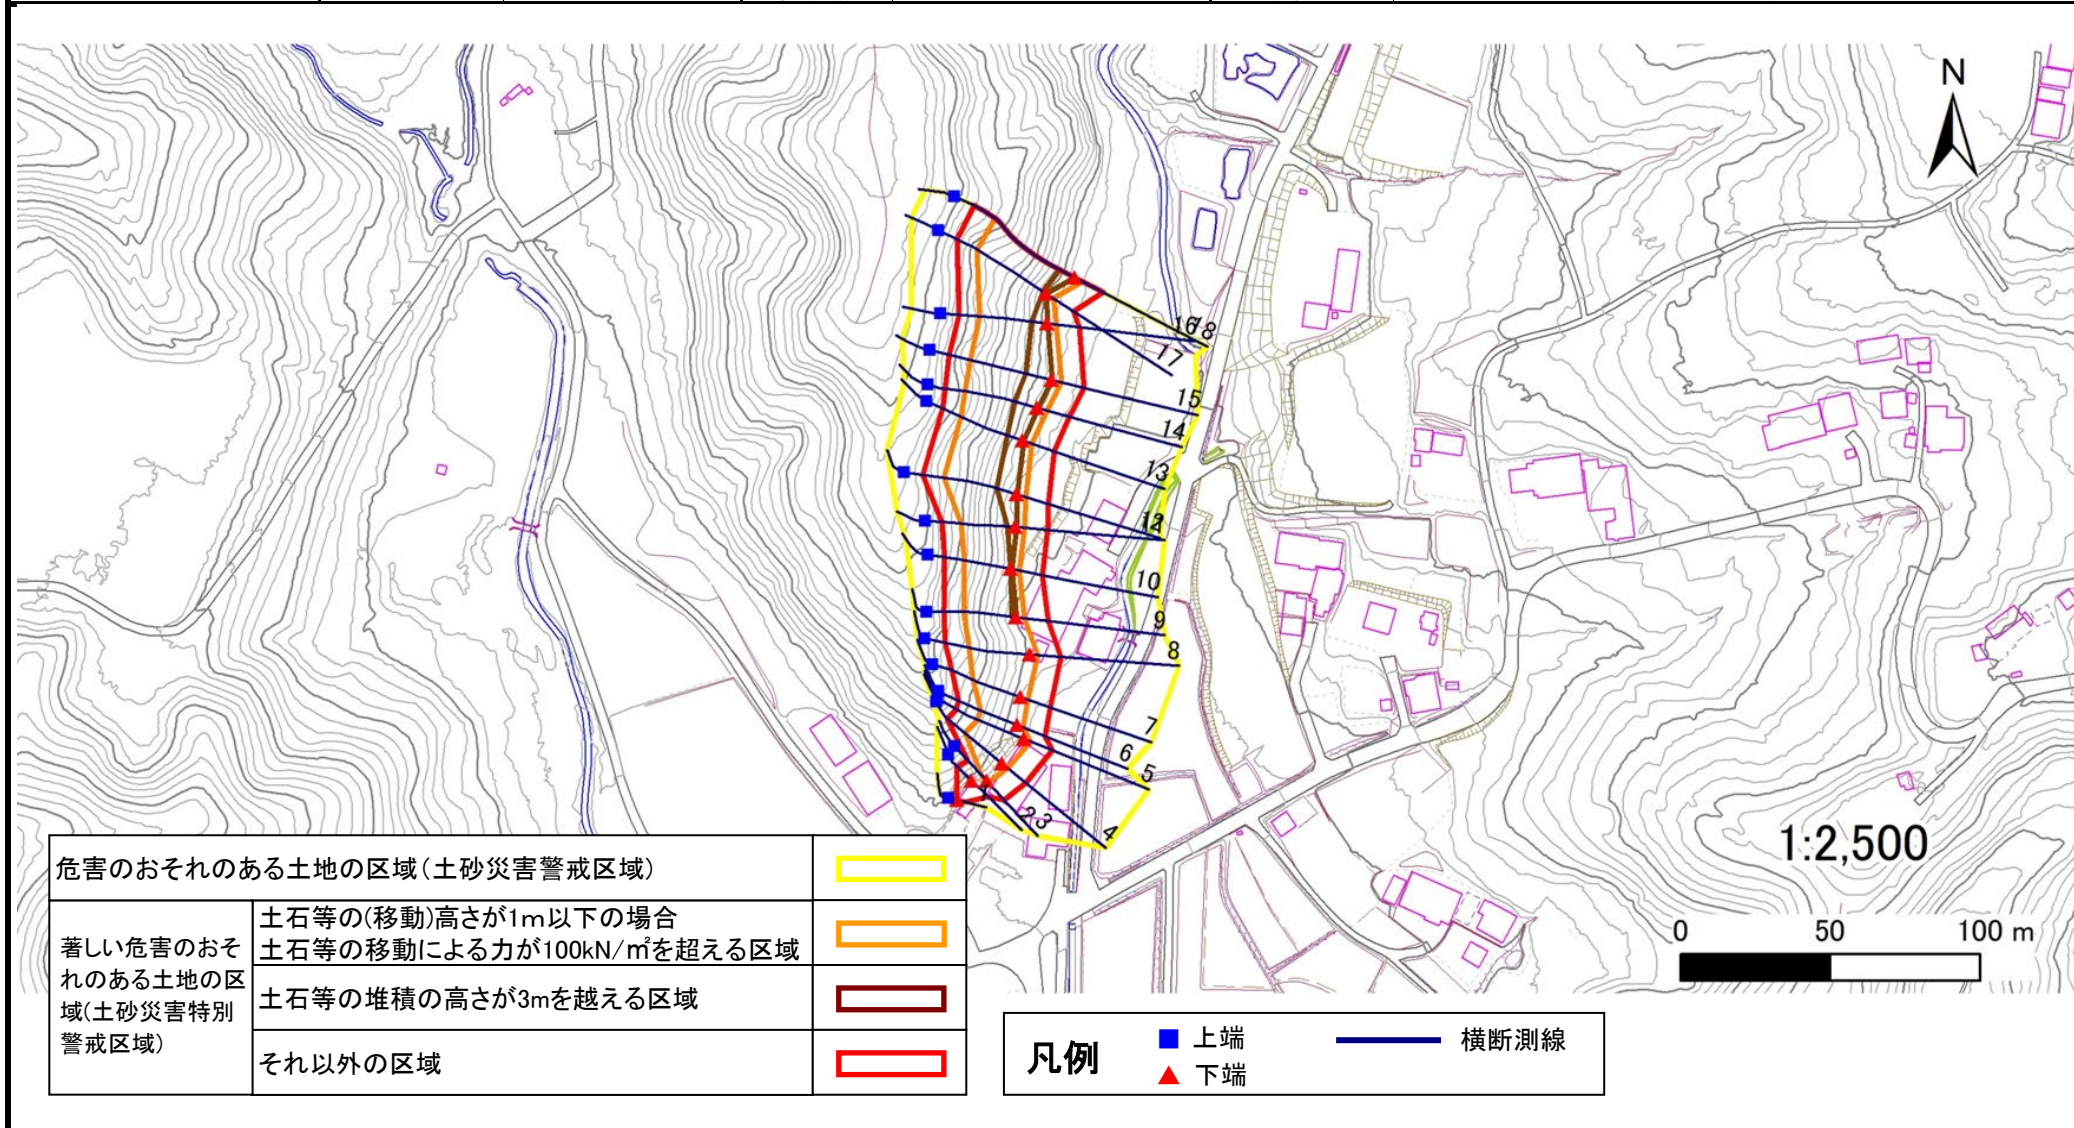 N
16
18
17
15
14
13
12
10
9
8
7
6
5
1
2
3
4
1:2,500
0 50 100 m
危害のおそれのある土地の区域(土砂災害警戒区域)
著しい危害のおそ
れのある土地の区
域(土砂災害特別
警戒区域)
土石等の(移動)高さが1m以下の場合
土石等の移動による力が100kN/㎡を超える区域
土石等の堆積の高さが3mを越える区域
それ以外の区域
凡例
上端
下端
横断測線